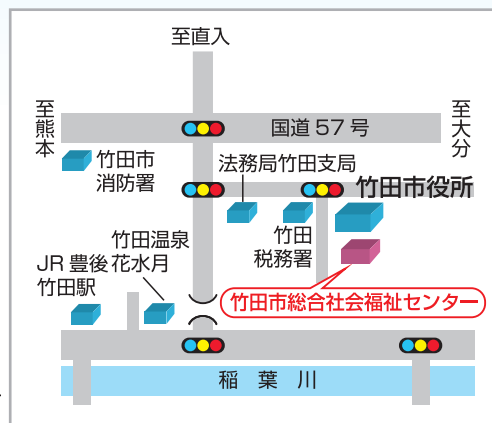 至直入
至熊本
国道57号
至大分
竹田市
消防署
法務局竹田支局
竹田市役所
竹田
税務署
竹田温泉
花水月
JR豊後
竹田駅
竹田市総合社会福祉センター
稲葉川